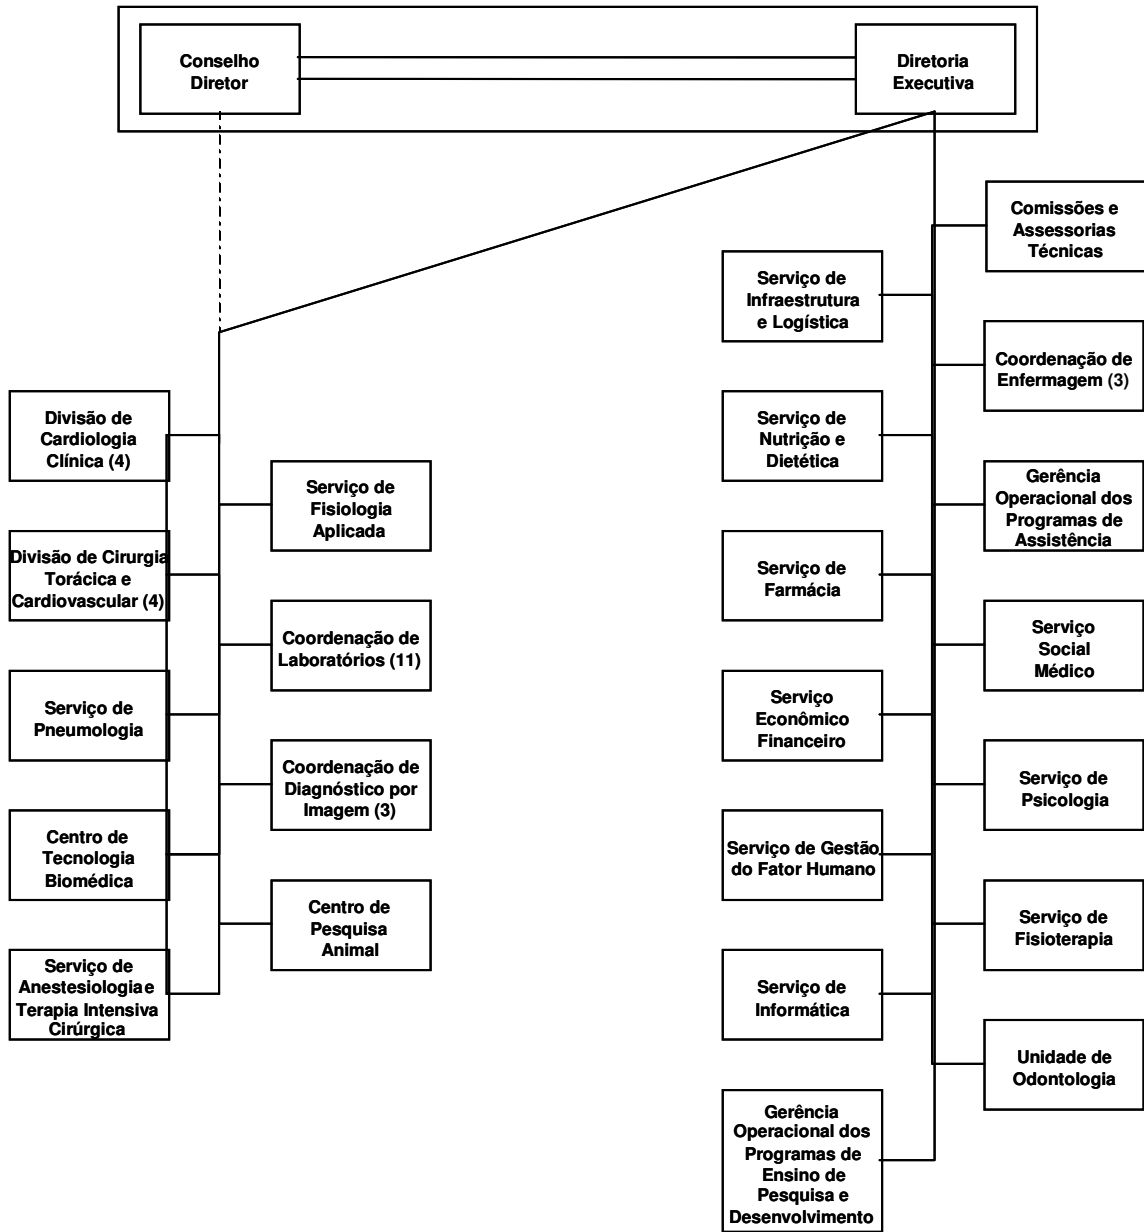 Conselho
Diretor
Diretoria
Executiva
Comissões e
Assessorias
Técnicas
Serviço de
Infraestrutura
e Logística
Coordenação de
Enfermagem (3)
Divisão de
Cardiologia
Clínica (4)
Serviço de
Nutrição e
Dietética
Serviço de
Fisiologia
Aplicada
Gerência
Operacional dos
Programas de
Assistência
Divisão de Cirurgia
Torácica e
Cardiovascular (4)
Serviço de
Farmácia
Coordenação de
Laboratórios (11)
Serviço
Social
Médico
Serviço de
Pneumologia
Serviço
Econômico
Financeiro
Coordenação de
Diagnóstico por
Imagem (3)
Serviço de
Psicologia
Centro de
Tecnologia
Biomédica
Serviço de Gestão
do Fator Humano
Centro de
Pesquisa
Animal
Serviço de
Fisioterapia
Serviço de
Anestesiologia e
Terapia Intensiva
Cirúrgica
Serviço de
Informática
Unidade de
Odontologia
Gerência
Operacional dos
Programas de
Ensino de
Pesquisa e
Desenvolvimento